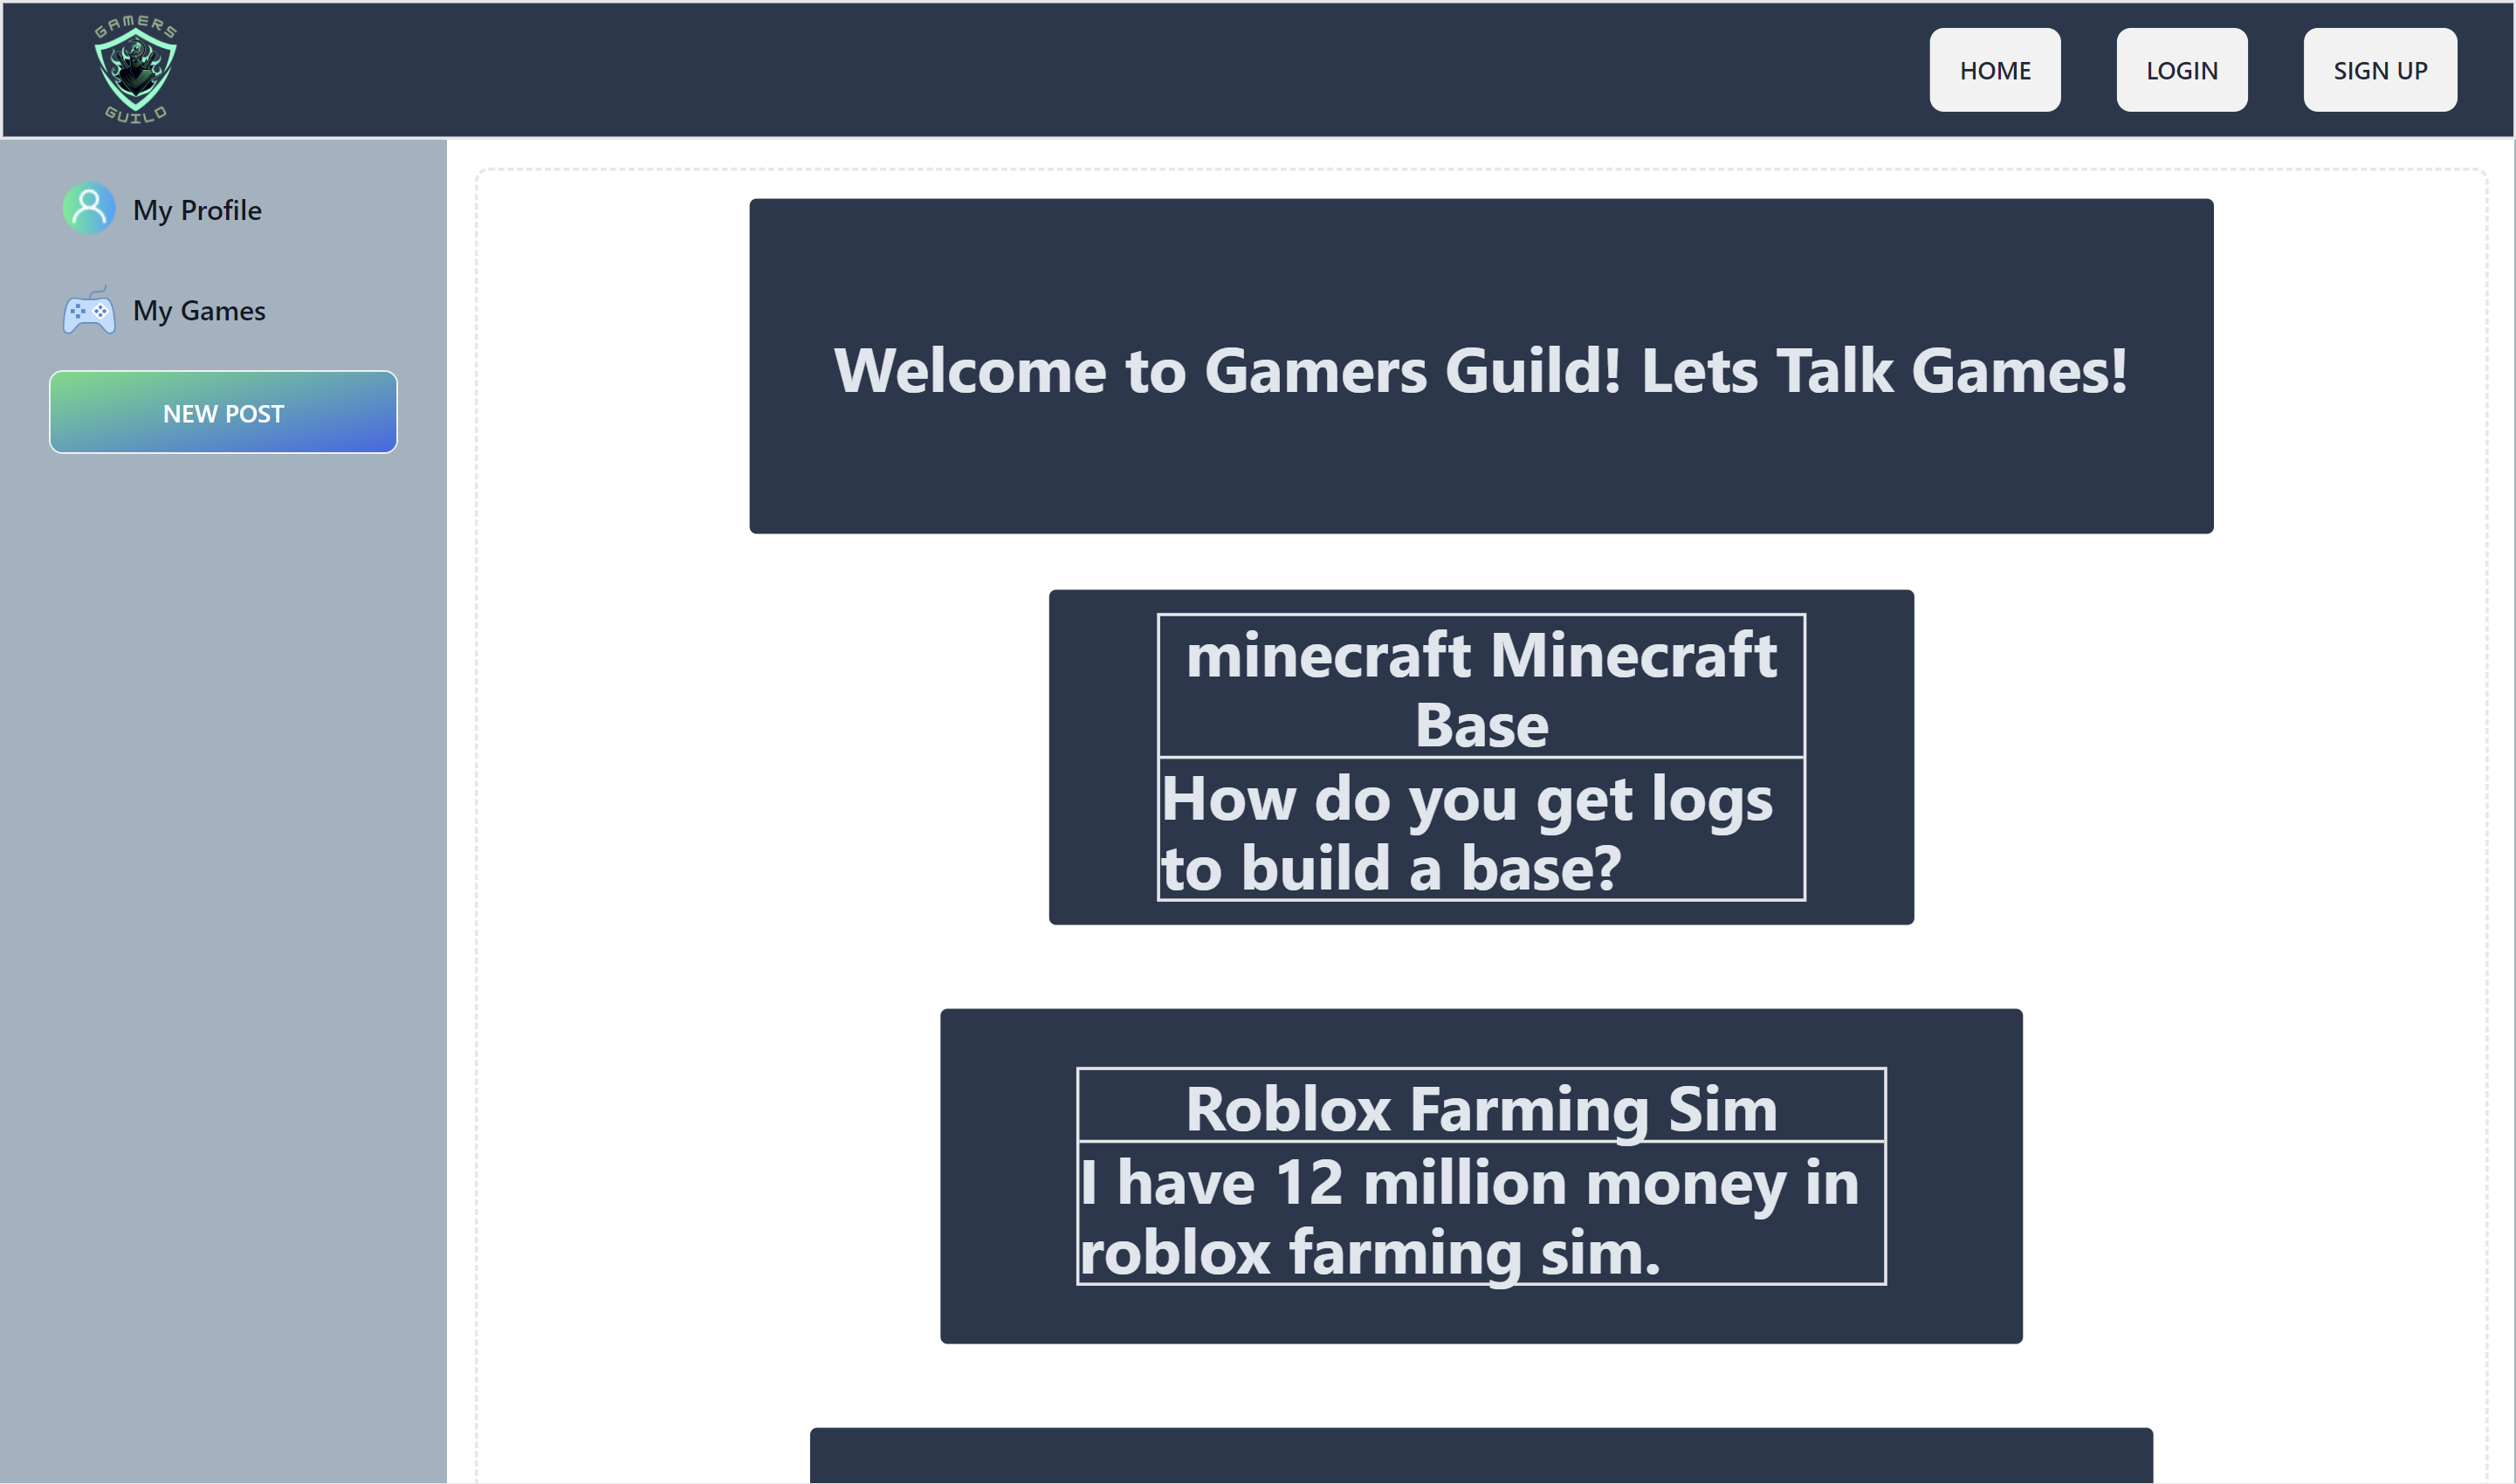 GAMERS
GUILD
HOME
LOGIN
SIGN UP
My Profile
My Games
NEW POST
Welcome to Gamers Guild! Lets Talk Games!
minecraft Minecraft
Base
How do you get logs
to build a base?
Roblox Farming Sim
I have 12 million money in
roblox farming sim.